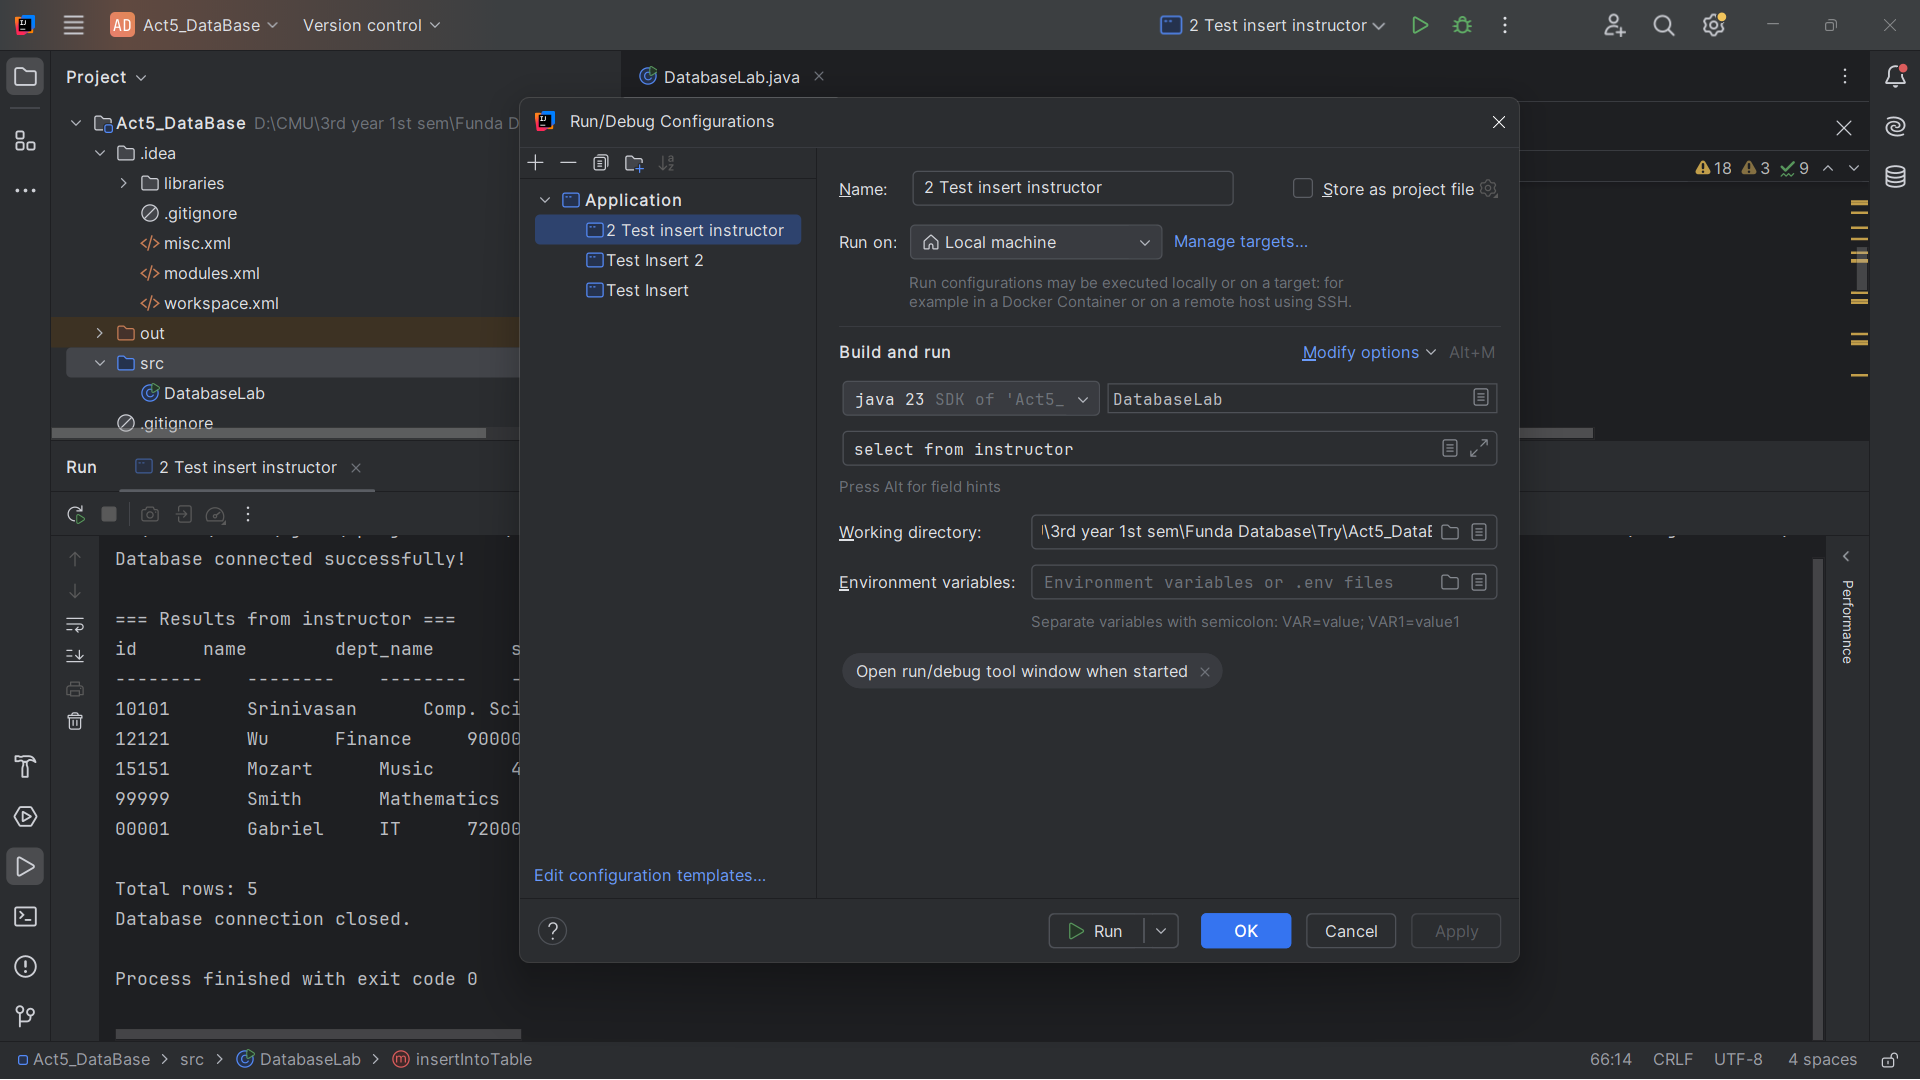 AD Act5_DataBase
Version control
2 Test insert instructor
Project
DatabaseLab.java
Act5_DataBase D:\CMU\3rd year 1st sem\Funda D
.idea
libraries
.gitignore
misc.xml
modules.xml
workspace.xml
out
src
DatabaseLab
.gitignore
18 3 9
Run/Debug Configurations
Application
2 Test insert instructor
Test Insert 2
Test Insert
Edit configuration templates...
Name: 2 Test insert instructor
Store as project file
Run on: Local machine
Manage targets...
Run configurations may be executed locally or on a target: for
example in a Docker Container or on a remote host using SSH.
Build and run
Modify options Alt+M
java 23 SDK of 'Act5_
DatabaseLab
select from instructor
Press Alt for field hints
Working directory: \3rd year 1st sem\Funda Database\Try\Act5_DataB
Environment variables: Environment variables or .env files
Separate variables with semicolon: VAR=value; VAR1=value1
Open run/debug tool window when started
Run
OK
Cancel
Apply
Run
2 Test insert instructor
Database connected successfully!
=== Results from instructor ===
id name dept_name s
-------- -------- -------- -
10101 Srinivasan Comp. Sci
12121 Wu Finance 90000
15151 Mozart Music 4
99999 Smith Mathematics
00001 Gabriel IT 72000
Total rows: 5
Database connection closed.
Process finished with exit code 0
Performance
Act5_DataBase > src > DatabaseLab > insertIntoTable
66:14 CRLF UTF-8 4 spaces